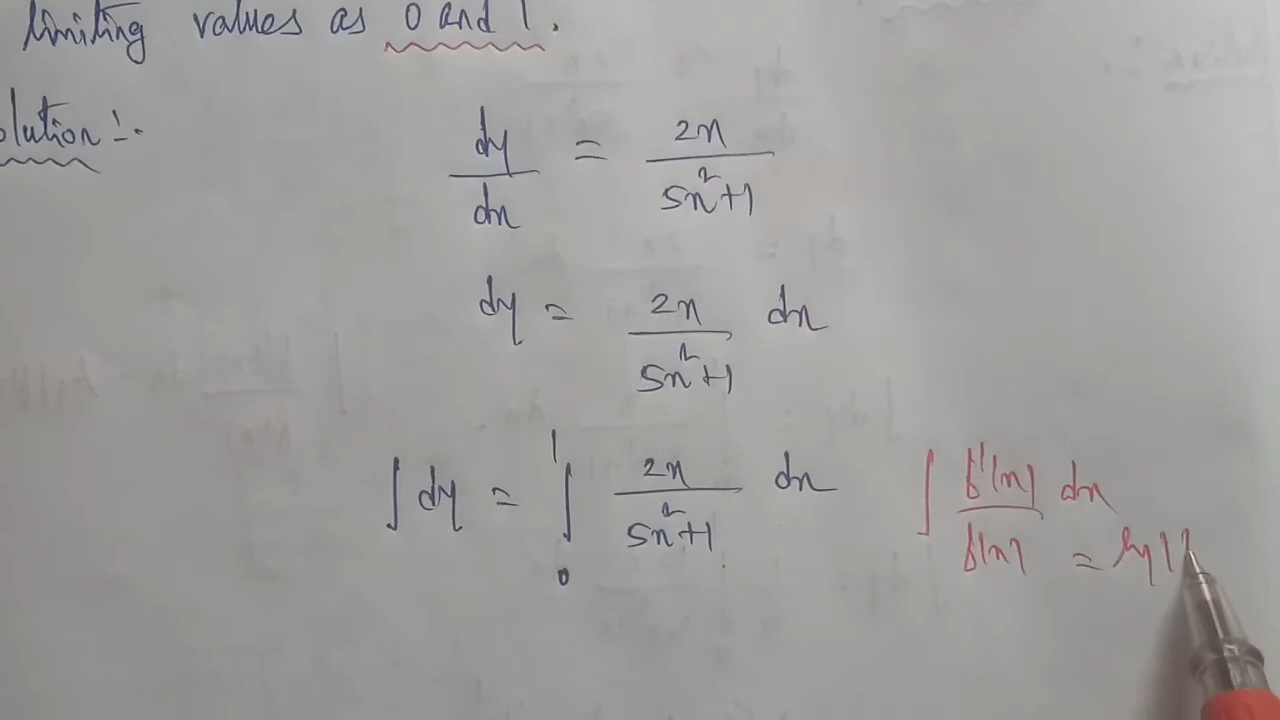 limiting values as 0 and 1.
olution :-
dy/dx = 2x/5x²+1
dy = 2x/5x²+1 dx
∫ dy = ∫₀¹ 2x/5x²+1 dx
∫ f'(x)/f(x) dx
= log |